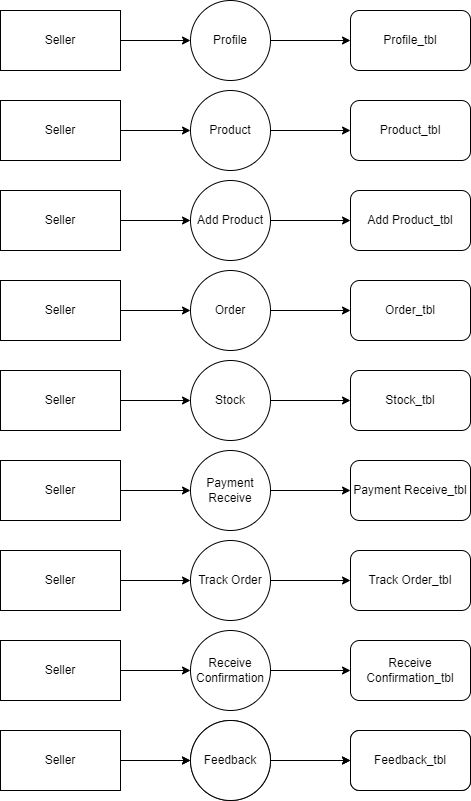 Seller
Profile
Profile_tbl
Seller
Product
Product_tbl
Seller
Add Product
Add Product_tbl
Seller
Order
Order_tbl
Seller
Stock
Stock_tbl
Seller
Payment
Receive
Payment Receive_tbl
Seller
Track Order
Track Order_tbl
Seller
Receive
Confirmation
Receive
Confirmation_tbl
Seller
Feedback
Feedback_tbl